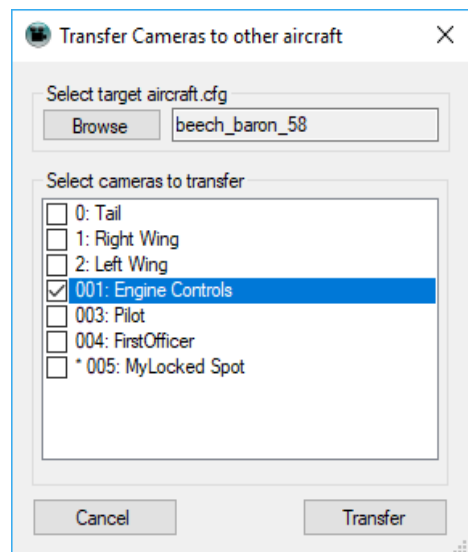 Transfer Cameras to other aircraft
Select target aircraft.cfg
Browse beech_baron_58
Select cameras to transfer
0: Tail
1: Right Wing
2: Left Wing
001: Engine Controls
003: Pilot
004: FirstOfficer
* 005: MyLocked Spot
Cancel Transfer